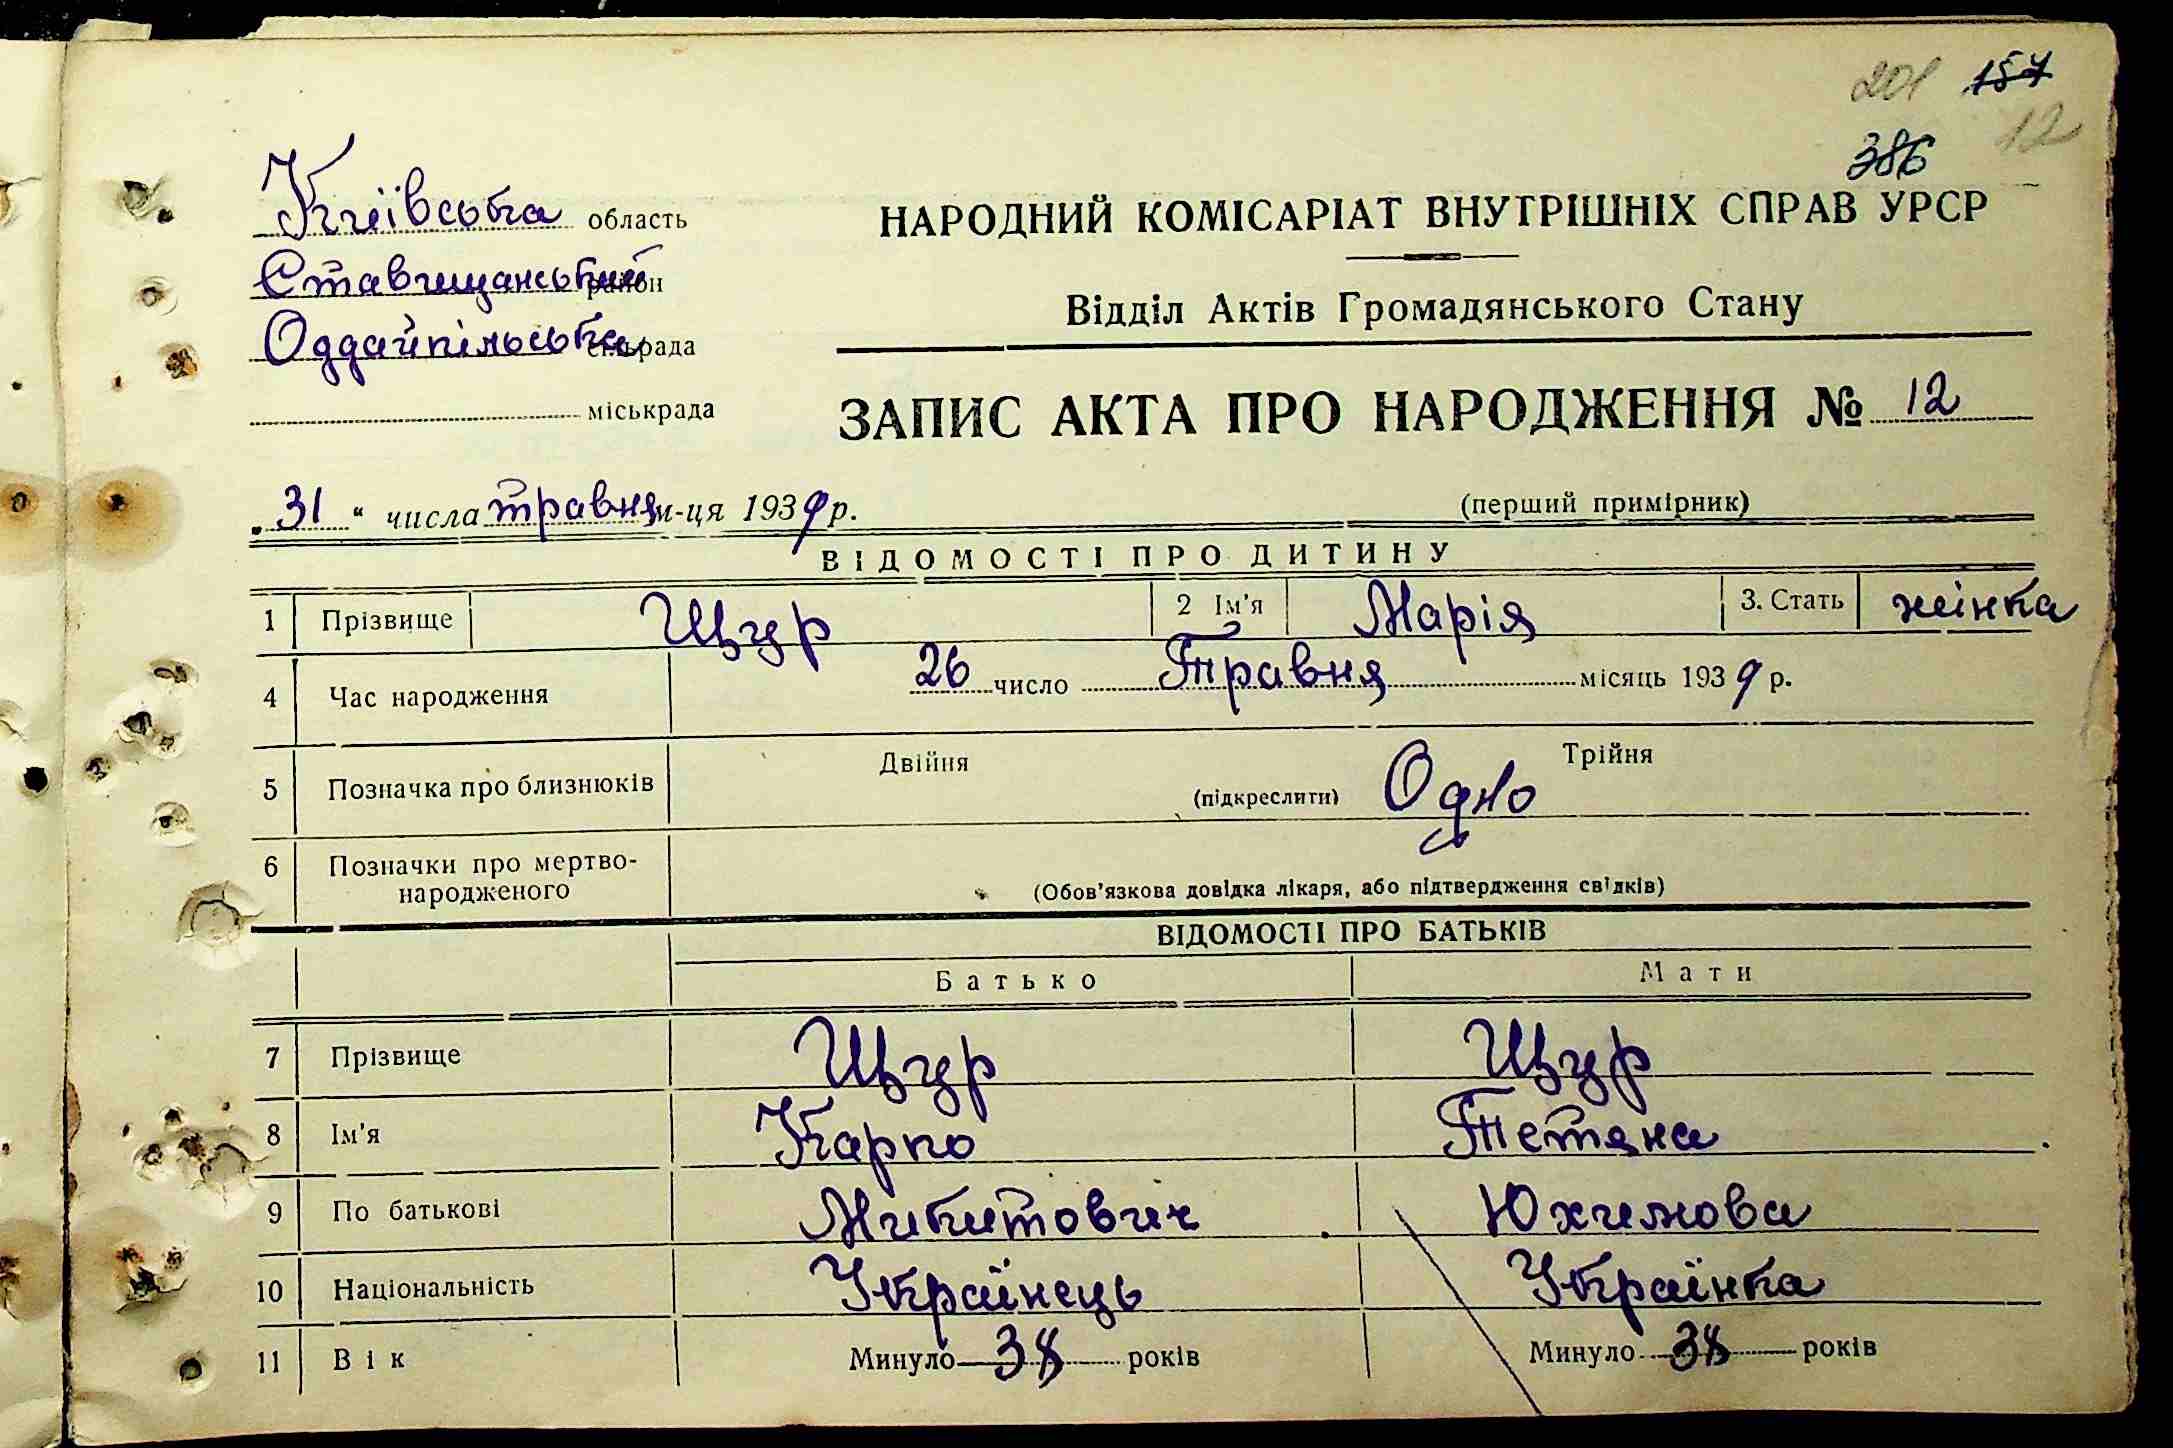 201 157
386 12
Київська область
Ставищанський район
Оддайпільська сільрада
міськрада
НАРОДНИЙ КОМІСАРІАТ ВНУТРІШНІХ СПРАВ УРСР
Відділ Актів Громадянського Стану
ЗАПИС АКТА ПРО НАРОДЖЕННЯ № 12
„31“ числа травня м-ця 1939 р.
(перший примірник)
ВІДОМОСТІ ПРО ДИТИНУ
1 Прізвище Щур 2 Ім'я Марія 3. Стать жінка
4 Час народження 26 число Травня місяць 1939 р.
5 Позначка про близнюків Двійня (підкреслити) Одно Трійня
6 Позначки про мертво-
народженого (Обов'язкова довідка лікаря, або підтвердження свідків)
ВІДОМОСТІ ПРО БАТЬКІВ
Батько Мати
7 Прізвище Щур Щур
8 Ім'я Карпо Тетяна
9 По батькові Микитович Юхимова
10 Національність Українець Українка
11 Вік Минуло 38 років Минуло 38 років